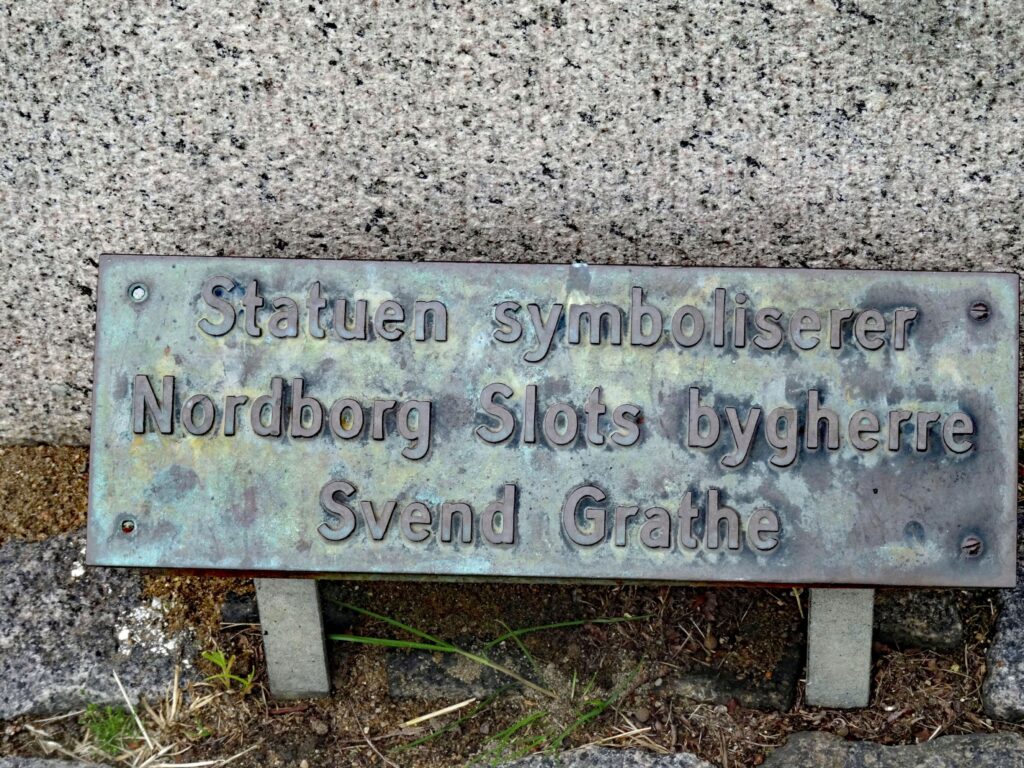 Statuen symboliserer
Nordborg Slots bygherre
Svend Grathe